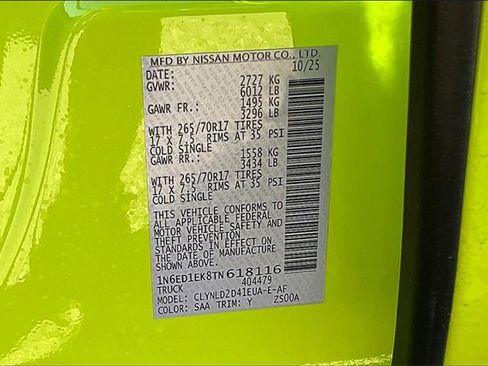 MFD BY NISSAN MOTOR CO., LTD.
DATE: 10/25
GVWR: 2727 KG
6012 LB
GAWR FR.: 1495 KG
3296 LB
WITH 265/70R17 TIRES
17 X 7.5 RIMS AT 35 PSI
COLD SINGLE
GAWR RR.: 1558 KG
3434 LB
WITH 265/70R17 TIRES
17 X 7.5 RIMS AT 35 PSI
COLD SINGLE
THIS VEHICLE CONFORMS TO
ALL APPLICABLE FEDERAL
MOTOR VEHICLE SAFETY AND
THEFT PREVENTION
STANDARDS IN EFFECT ON
THE DATE OF MANUFACTURE
SHOWN ABOVE.
1N6ED1EK8TN618116
TRUCK 404479
MODEL: CLYNLD2D41EUA-E-AF
COLOR: SAA TRIM: Y ZS00A